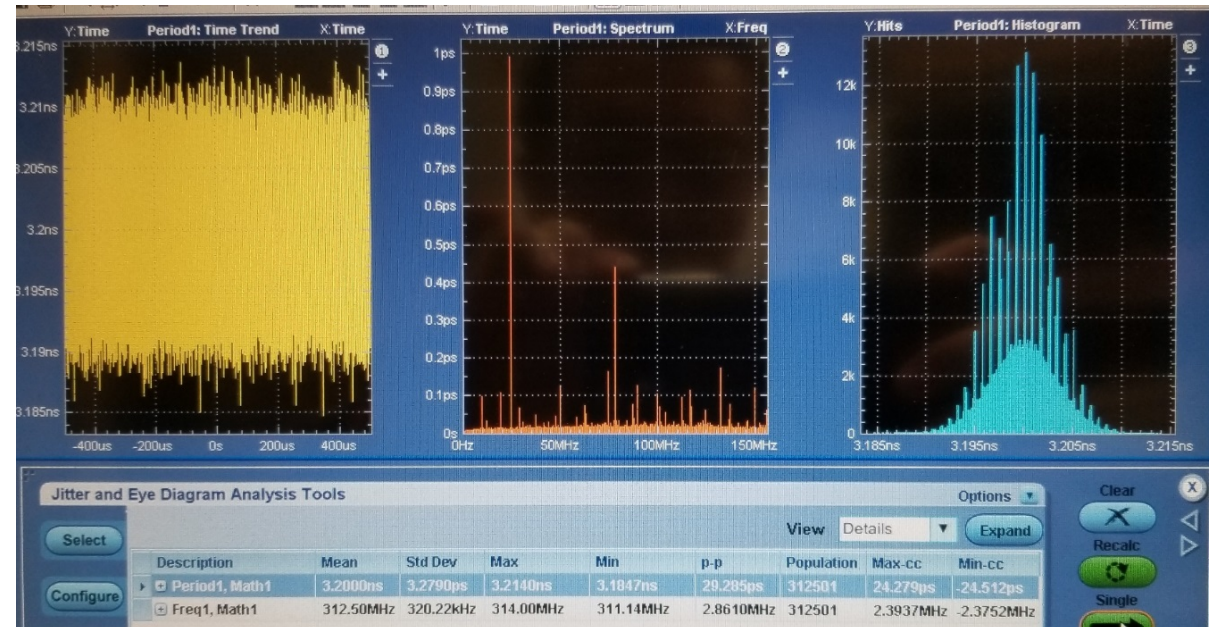 Y:Time Period1: Time Trend X:Time
3.215ns
3.21ns
3.205ns
3.2ns
3.195ns
3.19ns
3.185ns
-400us -200us 0s 200us 400us
1
+
Y:Time Period1: Spectrum X:Freq
1ps
0.9ps
0.8ps
0.7ps
0.6ps
0.5ps
0.4ps
0.3ps
0.2ps
0.1ps
0s
0Hz 50MHz 100MHz 150MHz
2
+
Y:Hits Period1: Histogram X:Time
12k
10k
8k
6k
4k
2k
0
3.185ns 3.195ns 3.205ns 3.215ns
3
+
Jitter and Eye Diagram Analysis Tools
Options
Clear
X
Select
View Details Expand
Recalc
Description Mean Std Dev Max Min p-p Population Max-cc Min-cc
Configure
Period1, Math1 3.2000ns 3.2790ps 3.2140ns 3.1847ns 29.285ps 312501 24.279ps -24.512ps
Single
Freq1, Math1 312.50MHz 320.22kHz 314.00MHz 311.14MHz 2.8610MHz 312501 2.3937MHz -2.3752MHz